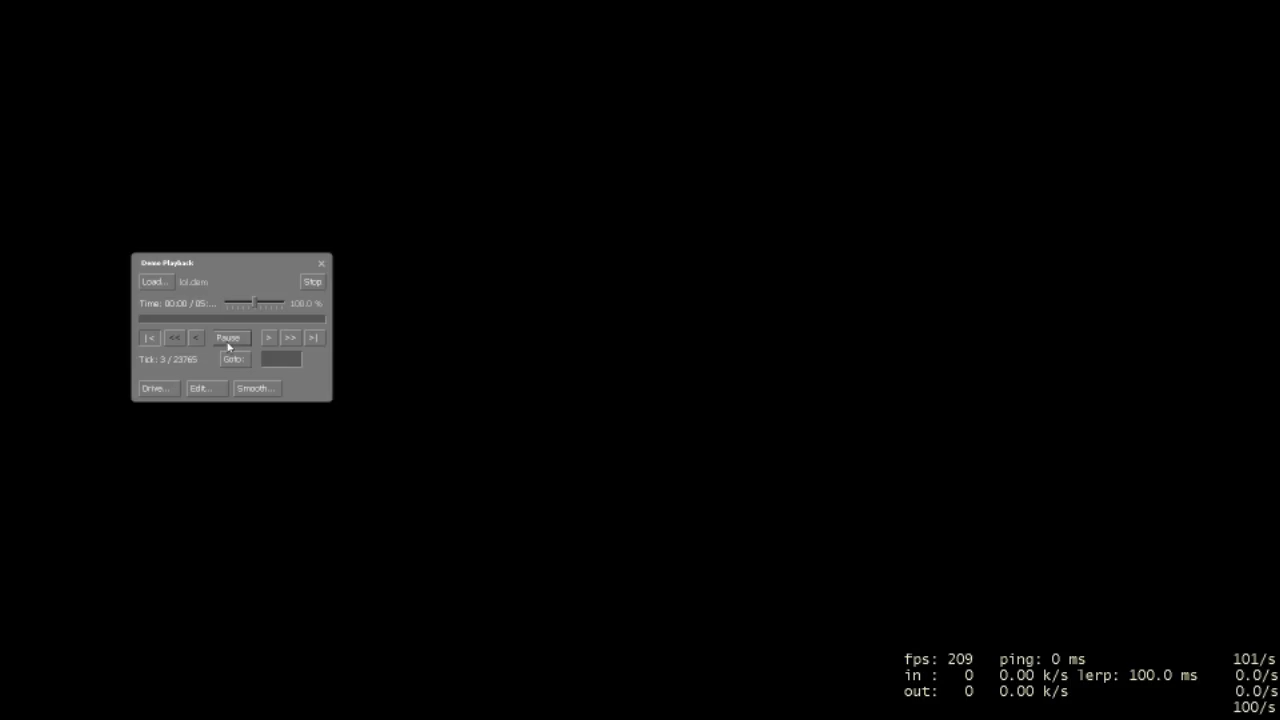 Demo Playback
Load... lol.dem Stop
Time: 00:00 / 05:... 100.0 %
|< << < Pause > >> >|
Tick: 3 / 23765 Goto:
Drive... Edit... Smooth...
fps: 209 ping: 0 ms 101/s
in : 0 0.00 k/s lerp: 100.0 ms 0.0/s
out: 0 0.00 k/s 0.0/s
100/s